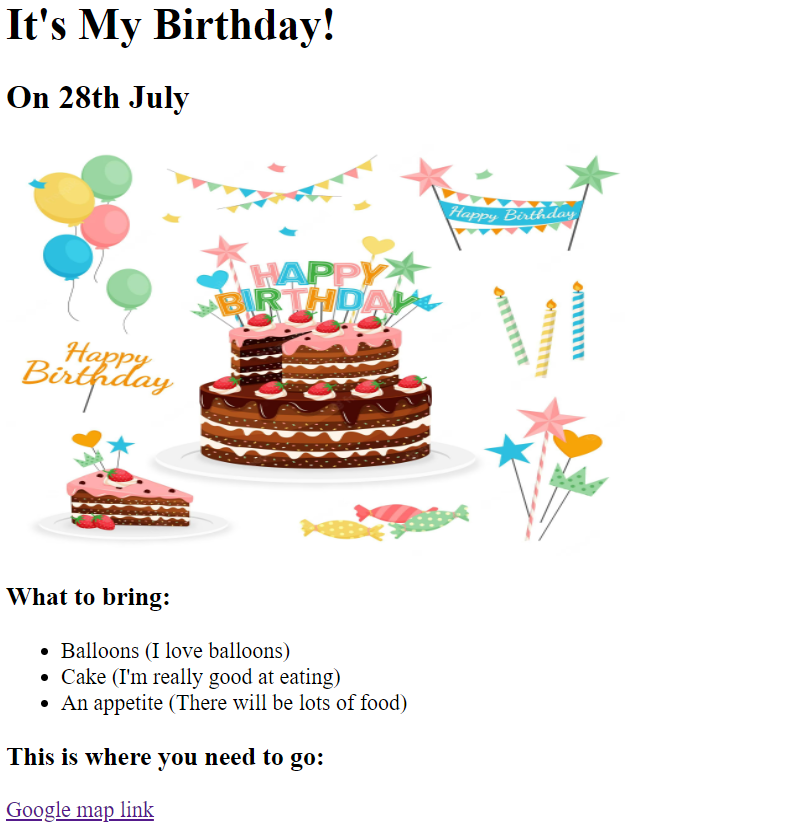 It's My Birthday!
On 28th July
Happy Birthday
HAPPY
BIRTHDAY
Happy
Birthday
What to bring:
Balloons (I love balloons)
Cake (I'm really good at eating)
An appetite (There will be lots of food)
This is where you need to go:
Google map link